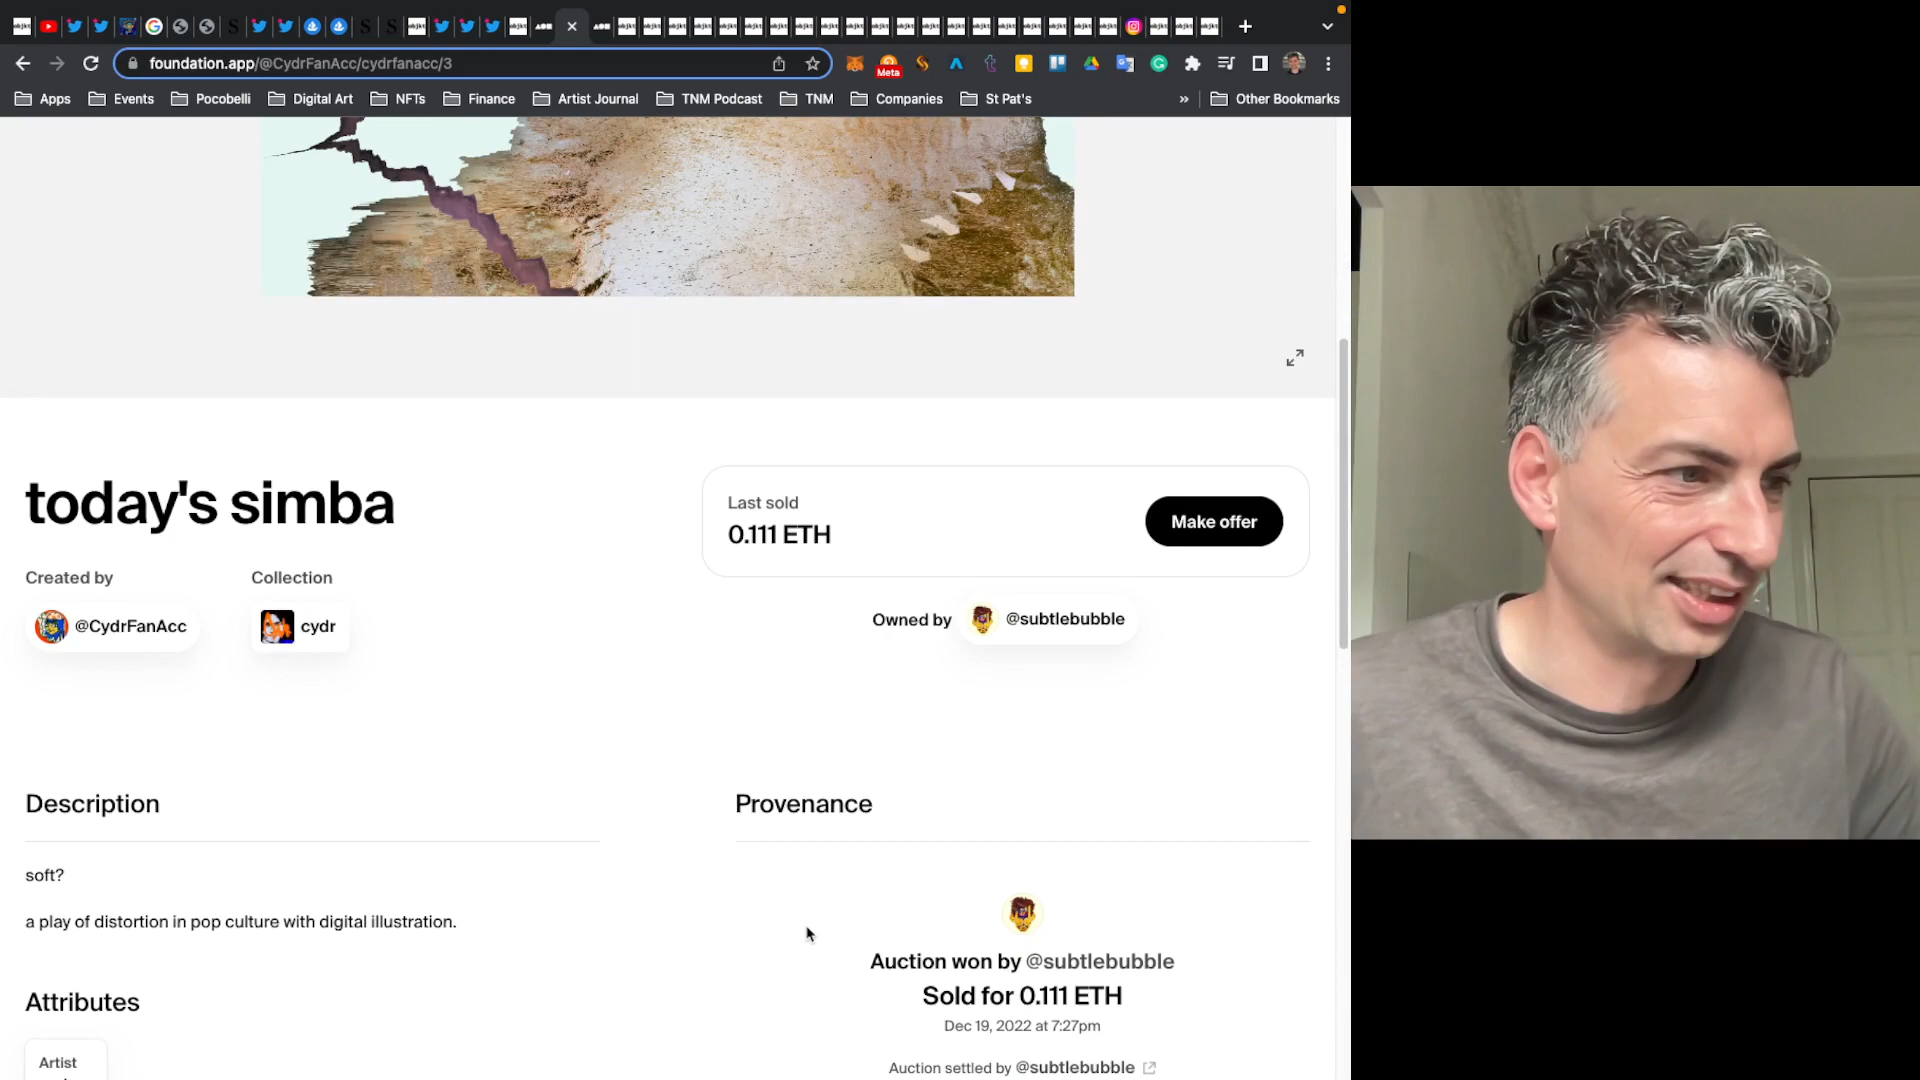 foundation.app/@CydrFanAcc/cydrfanacc/3
Meta
Apps
Events
Pocobelli
Digital Art
NFTs
Finance
Artist Journal
TNM Podcast
TNM
Companies
St Pat's
»
Other Bookmarks
today's simba
Last sold
0.111 ETH
Make offer
Created by
Collection
@CydrFanAcc
cydr
Owned by @subtlebubble
Description
Provenance
soft?
a play of distortion in pop culture with digital illustration.
Auction won by @subtlebubble
Sold for 0.111 ETH
Dec 19, 2022 at 7:27pm
Attributes
Artist
Auction settled by @subtlebubble